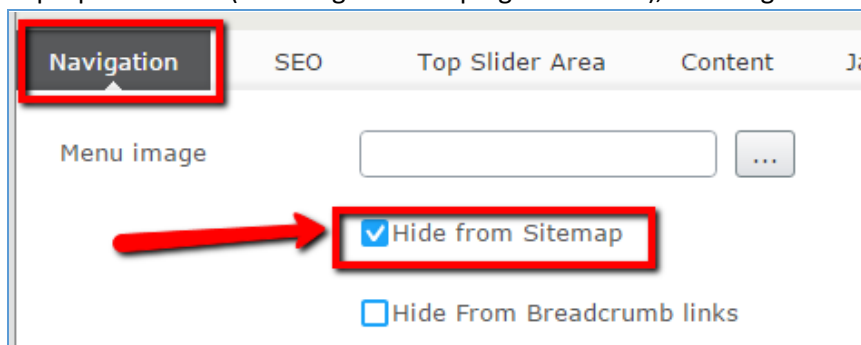 Navigation SEO Top Slider Area Content
Menu image ...
Hide from Sitemap
Hide From Breadcrumb links